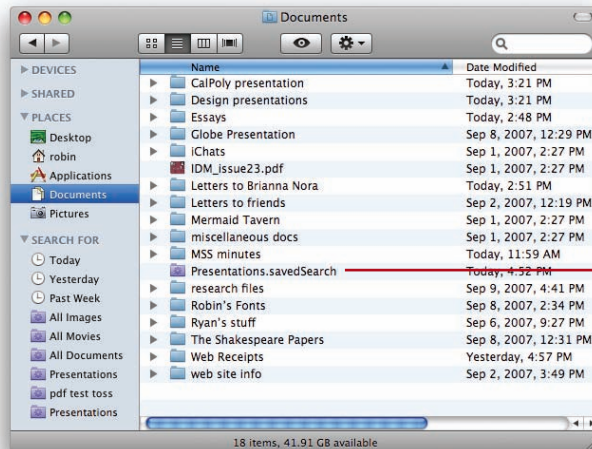 Documents
Name Date Modified
DEVICES
SHARED
PLACES
Desktop
robin
Applications
Documents
Pictures
SEARCH FOR
Today
Yesterday
Past Week
All Images
All Movies
All Documents
Presentations
pdf test toss
Presentations
CalPoly presentation Today, 3:21 PM
Design presentations Today, 3:21 PM
Essays Today, 2:48 PM
Globe Presentation Sep 8, 2007, 12:29 PM
iChats Sep 1, 2007, 2:27 PM
IDM_issue23.pdf Sep 1, 2007, 2:27 PM
Letters to Brianna Nora Today, 2:51 PM
Letters to friends Sep 2, 2007, 12:19 PM
Mermaid Tavern Sep 1, 2007, 2:27 PM
miscellaneous docs Sep 1, 2007, 2:27 PM
MSS minutes Today, 11:59 AM
Presentations.savedSearch Today, 4:52 PM
research files Sep 9, 2007, 4:41 PM
Robin's Fonts Sep 8, 2007, 2:34 PM
Ryan's stuff Sep 6, 2007, 9:27 PM
The Shakespeare Papers Sep 8, 2007, 12:31 PM
Web Receipts Yesterday, 4:57 PM
web site info Sep 2, 2007, 3:49 PM
18 items, 41.91 GB available